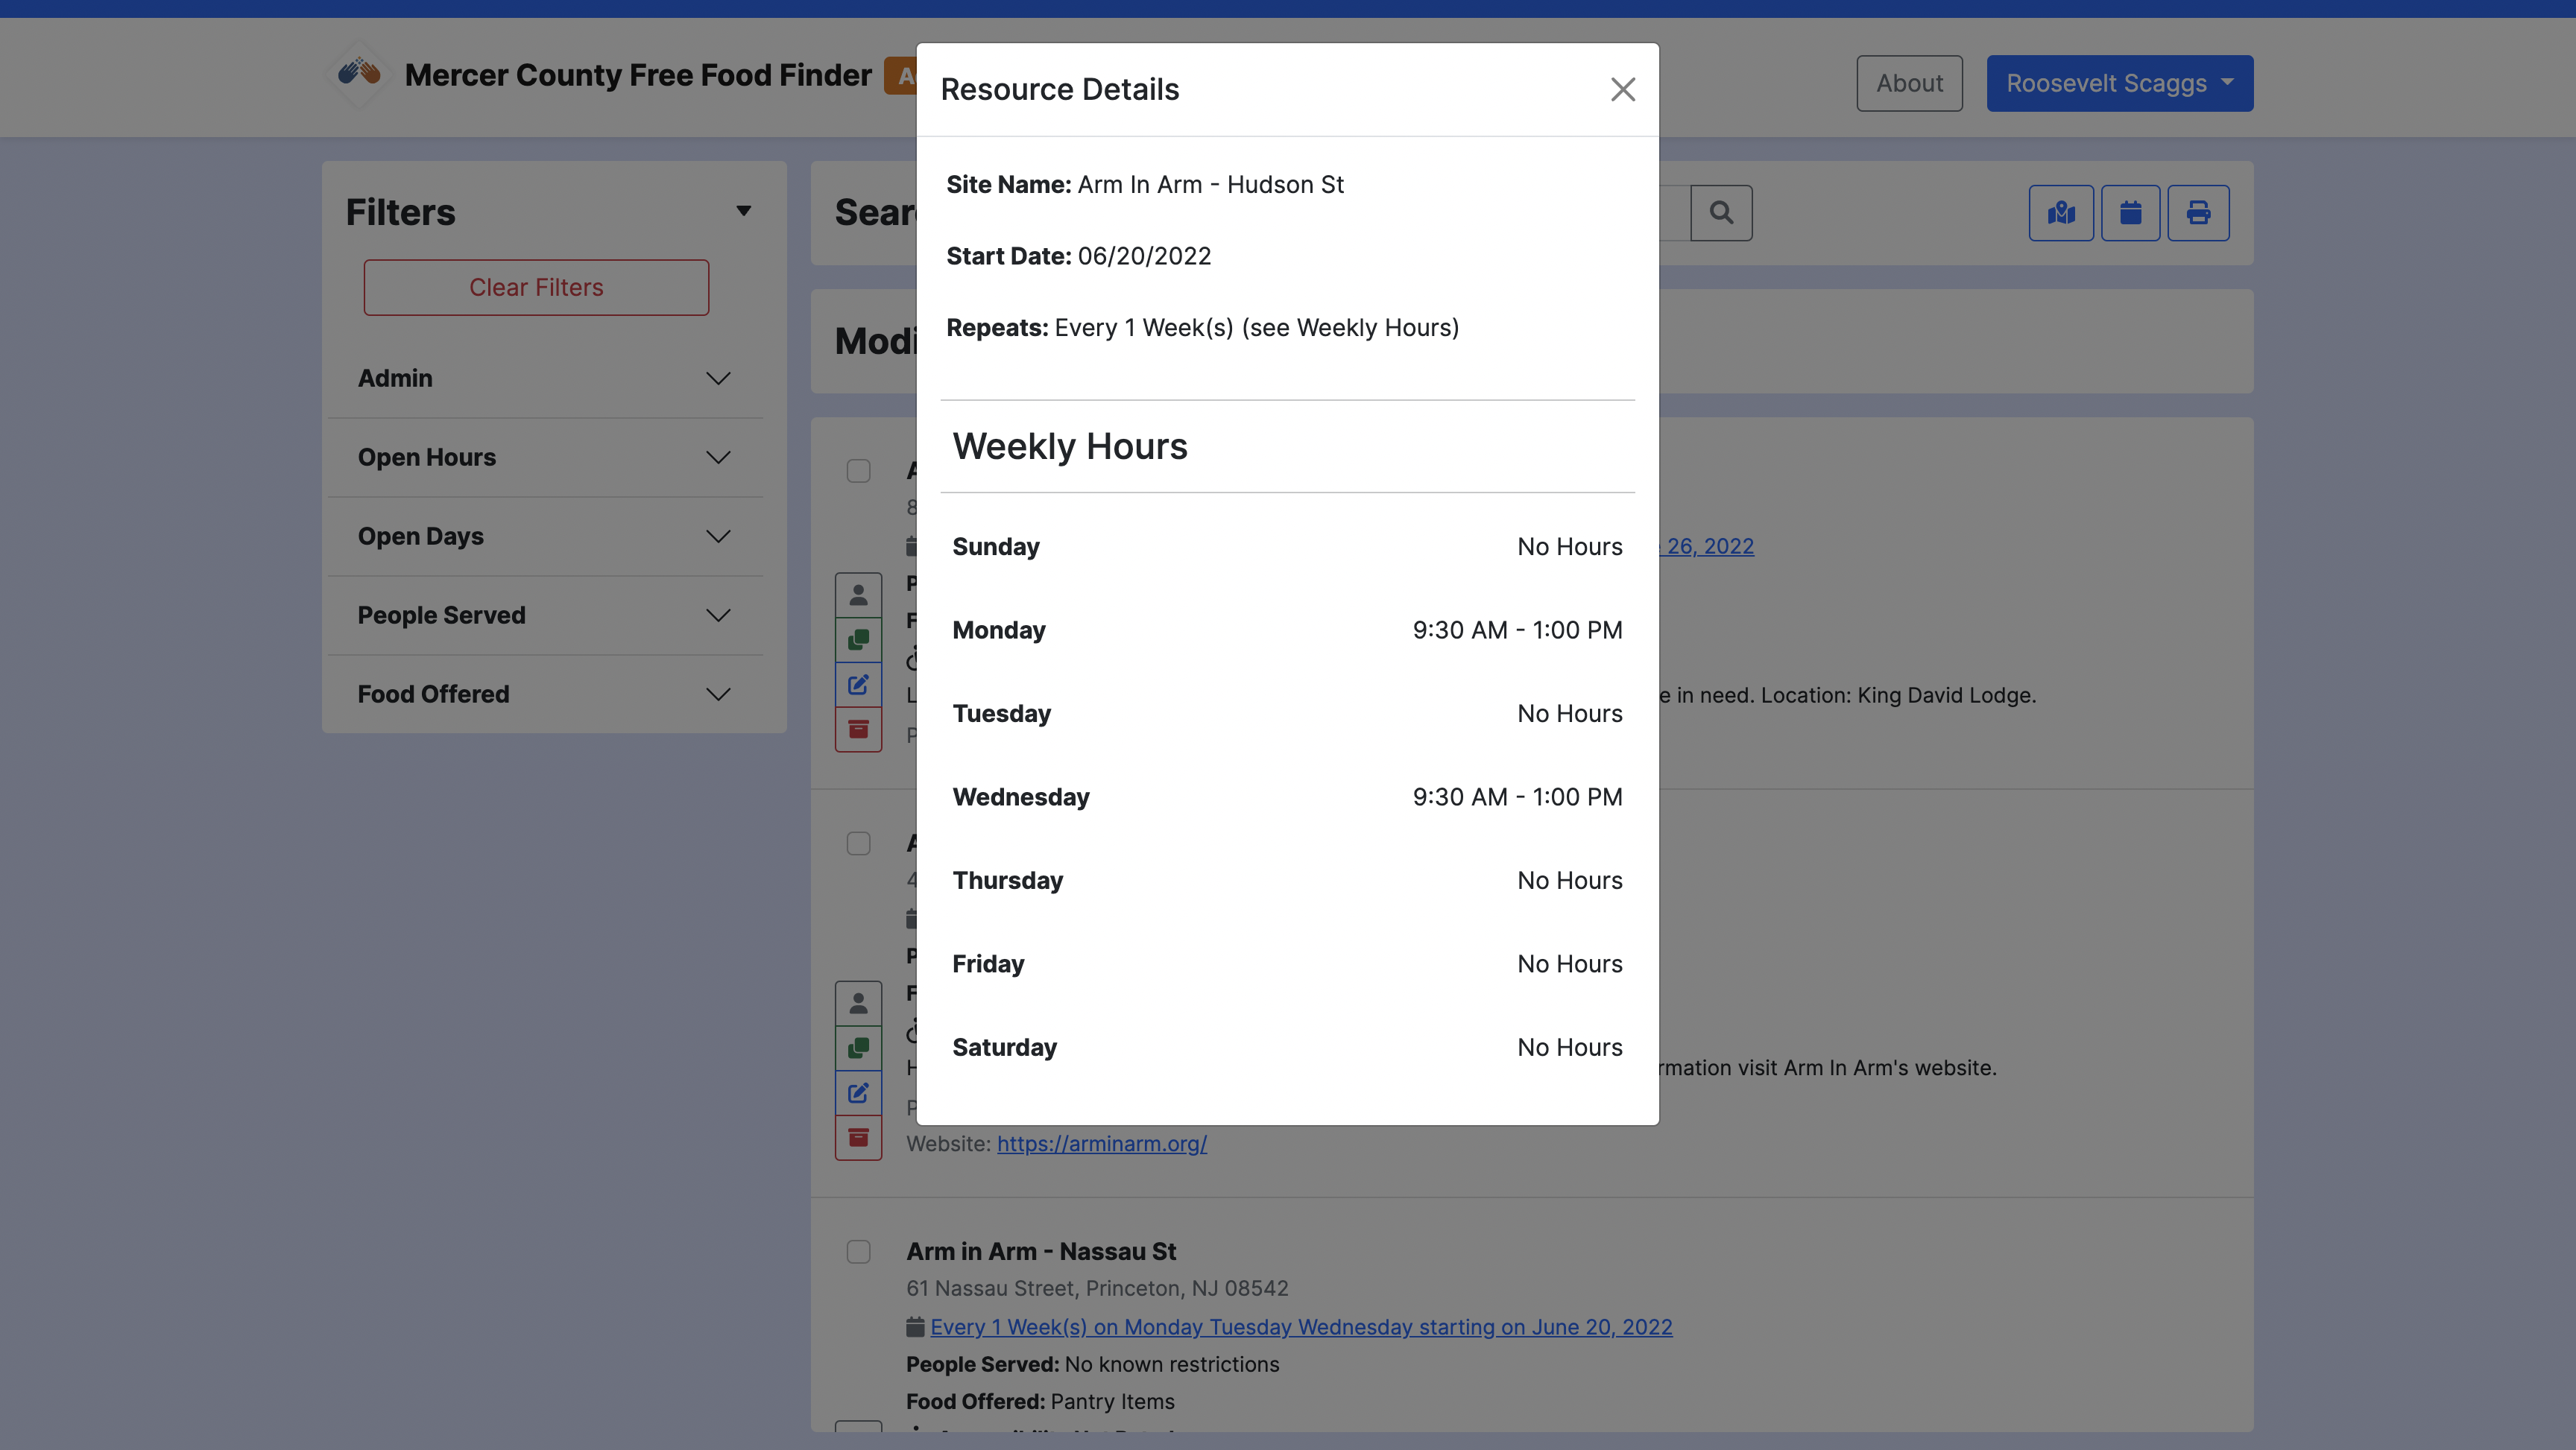 Mercer County Free Food Finder
About
Roosevelt Scaggs
Filters
Clear Filters
Admin
Open Hours
Open Days
People Served
Food Offered
Resource Details
Site Name: Arm In Arm - Hudson St
Start Date: 06/20/2022
Repeats: Every 1 Week(s) (see Weekly Hours)
Weekly Hours
Sunday No Hours
Monday 9:30 AM - 1:00 PM
Tuesday No Hours
Wednesday 9:30 AM - 1:00 PM
Thursday No Hours
Friday No Hours
Saturday No Hours
26, 2022
e in need. Location: King David Lodge.
rmation visit Arm In Arm's website.
Website: https://arminarm.org/
Arm in Arm - Nassau St
61 Nassau Street, Princeton, NJ 08542
Every 1 Week(s) on Monday Tuesday Wednesday starting on June 20, 2022
People Served: No known restrictions
Food Offered: Pantry Items